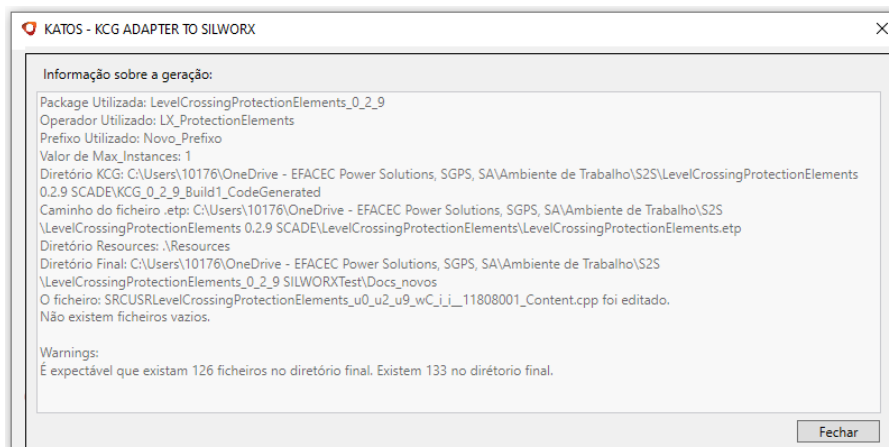 KATOS - KCG ADAPTER TO SILWORX
Informação sobre a geração:
Package Utilizada: LevelCrossingProtectionElements_0_2_9
Operador Utilizado: LX_ProtectionElements
Prefixo Utilizado: Novo_Prefixo
Valor de Max_Instances: 1
Diretório KCG: C:\Users\10176\OneDrive - EFACEC Power Solutions, SGPS, SA\Ambiente de Trabalho\S2S\LevelCrossingProtectionElements
0.2.9 SCADE\KCG_0_2_9_Build1_CodeGenerated
Caminho do ficheiro .etp: C:\Users\10176\OneDrive - EFACEC Power Solutions, SGPS, SA\Ambiente de Trabalho\S2S
\LevelCrossingProtectionElements 0.2.9 SCADE\LevelCrossingProtectionElements\LevelCrossingProtectionElements.etp
Diretório Resources: .\Resources
Diretório Final: C:\Users\10176\OneDrive - EFACEC Power Solutions, SGPS, SA\Ambiente de Trabalho\S2S
\LevelCrossingProtectionElements_0_2_9 SILWORXTest\Docs_novos
O ficheiro: SRCUSRLevelCrossingProtectionElements_u0_u2_u9_wC_i_i__11808001_Content.cpp foi editado.
Não existem ficheiros vazios.
Warnings:
É expectável que existam 126 ficheiros no diretório final. Existem 133 no dirétorio final.
Fechar